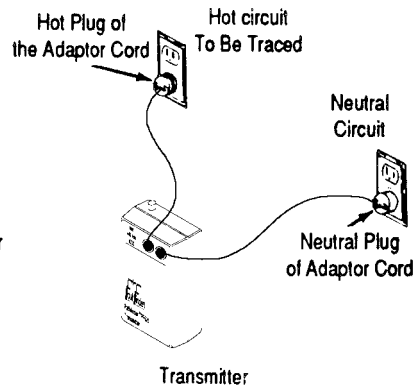 Hot Plug of
the Adaptor Cord
Hot circuit
To Be Traced
Neutral
Circuit
r
Neutral Plug
of Adaptor Cord
Transmitter